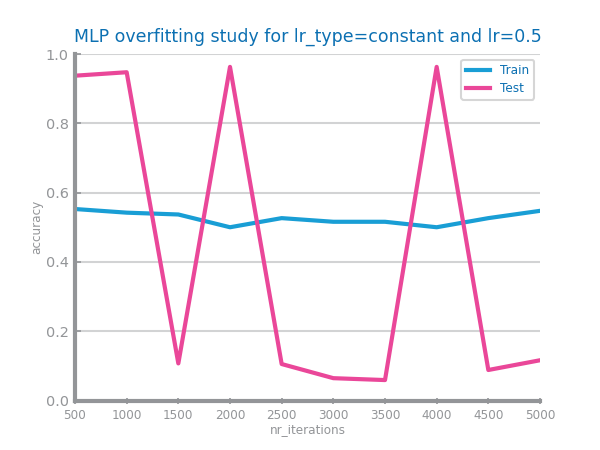 MLP overfitting study for lr_type=constant and lr=0.5
1.0
0.8
0.6
0.4
0.2
0.0
accuracy
Train
Test
500 1000 1500 2000 2500 3000 3500 4000 4500 5000
nr_iterations